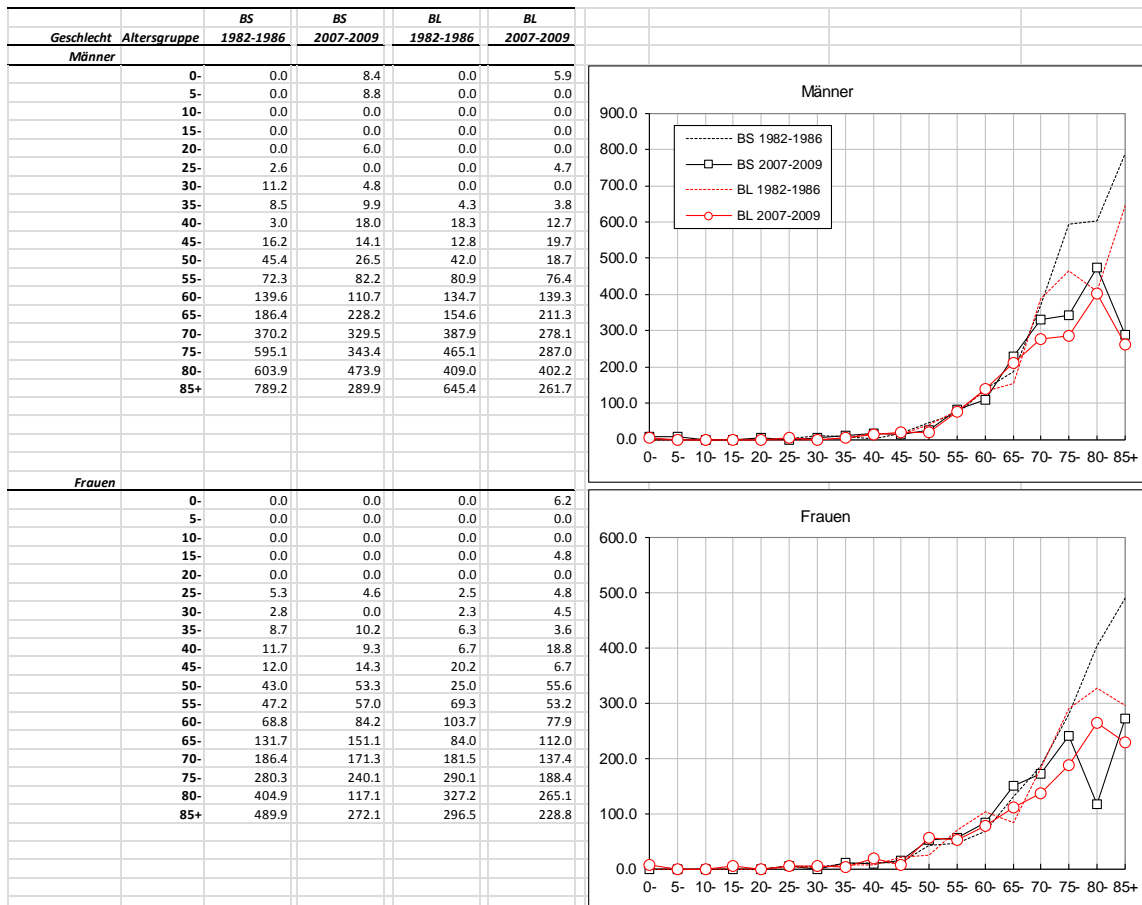 BS BS BL BL
Geschlecht Altersgruppe 1982-1986 2007-2009 1982-1986 2007-2009
Männer
0- 0.0 8.4 0.0 5.9
5- 0.0 8.8 0.0 0.0
10- 0.0 0.0 0.0 0.0
15- 0.0 0.0 0.0 0.0
20- 0.0 6.0 0.0 0.0
25- 2.6 0.0 0.0 4.7
30- 11.2 4.8 0.0 0.0
35- 8.5 9.9 4.3 3.8
40- 3.0 18.0 18.3 12.7
45- 16.2 14.1 12.8 19.7
50- 45.4 26.5 42.0 18.7
55- 72.3 82.2 80.9 76.4
60- 139.6 110.7 134.7 139.3
65- 186.4 228.2 154.6 211.3
70- 370.2 329.5 387.9 278.1
75- 595.1 343.4 465.1 287.0
80- 603.9 473.9 409.0 402.2
85+ 789.2 289.9 645.4 261.7
Männer
900.0
800.0
700.0
600.0
500.0
400.0
300.0
200.0
100.0
0.0
BS 1982-1986
BS 2007-2009
BL 1982-1986
BL 2007-2009
0- 5- 10- 15- 20- 25- 30- 35- 40- 45- 50- 55- 60- 65- 70- 75- 80- 85+
Frauen
0- 0.0 0.0 0.0 6.2
5- 0.0 0.0 0.0 0.0
10- 0.0 0.0 0.0 0.0
15- 0.0 0.0 0.0 4.8
20- 0.0 0.0 0.0 0.0
25- 5.3 4.6 2.5 4.8
30- 2.8 0.0 2.3 4.5
35- 8.7 10.2 6.3 3.6
40- 11.7 9.3 6.7 18.8
45- 12.0 14.3 20.2 6.7
50- 43.0 53.3 25.0 55.6
55- 47.2 57.0 69.3 53.2
60- 68.8 84.2 103.7 77.9
65- 131.7 151.1 84.0 112.0
70- 186.4 171.3 181.5 137.4
75- 280.3 240.1 290.1 188.4
80- 404.9 117.1 327.2 265.1
85+ 489.9 272.1 296.5 228.8
Frauen
600.0
500.0
400.0
300.0
200.0
100.0
0.0
0- 5- 10- 15- 20- 25- 30- 35- 40- 45- 50- 55- 60- 65- 70- 75- 80- 85+